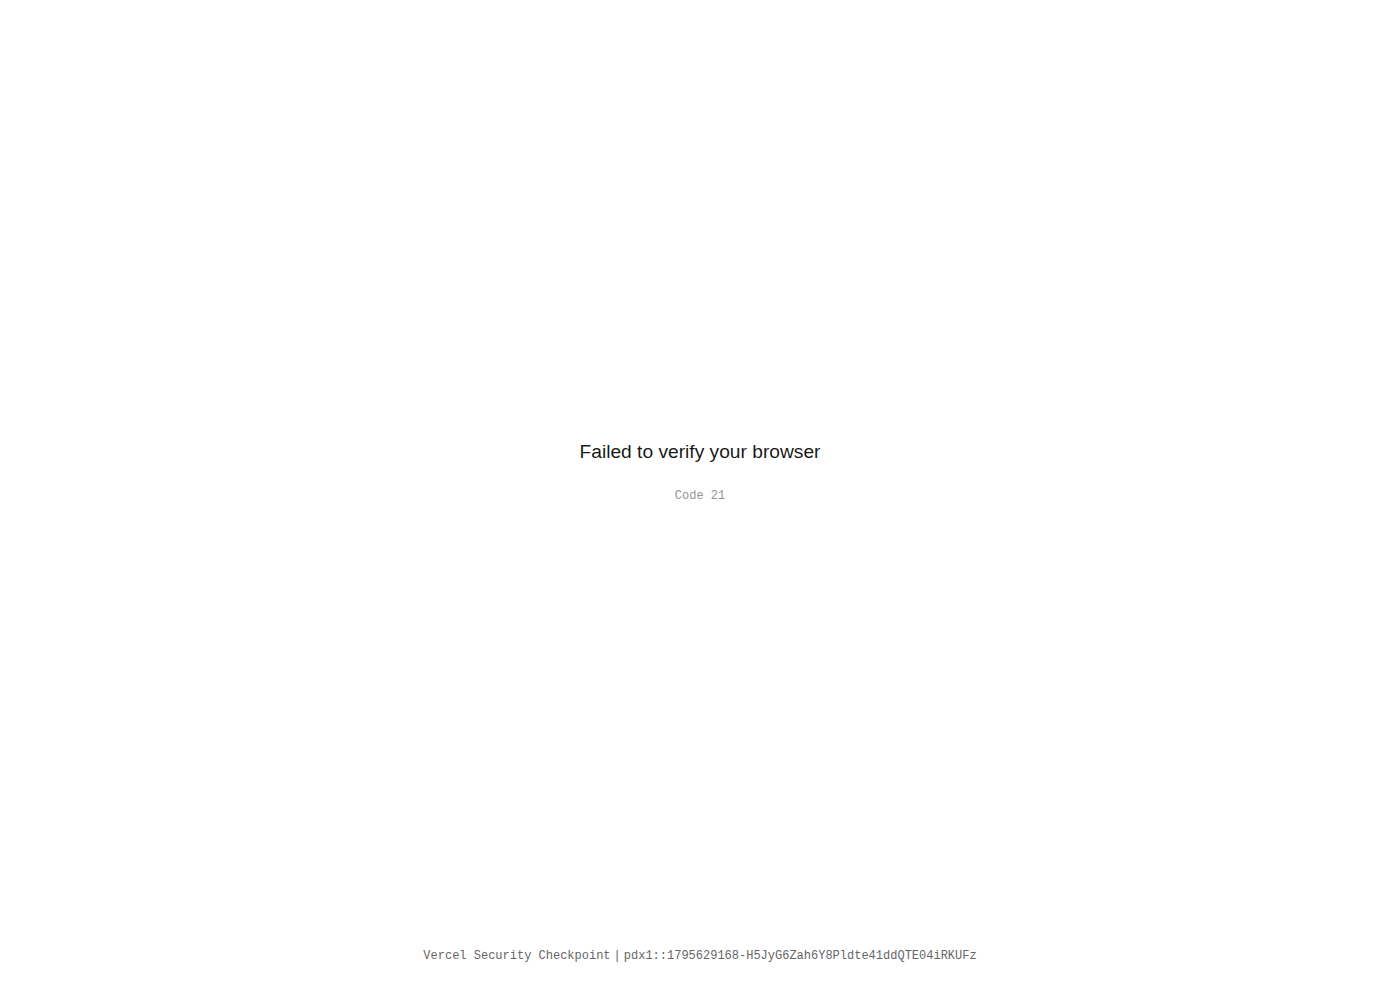 Failed to verify your browser
Code 21
Vercel Security Checkpoint | pdx1::1795629168-H5JyG6Zah6Y8Pldte41ddQTE04iRKUFz